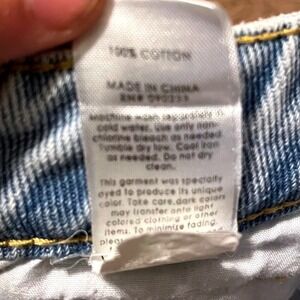 100% COTTON
MADE IN CHINA
Machine wash separately in
cold water. Use only non-
chlorine bleach as needed.
Tumble dry low. Cool iron
as needed. Do not dry
clean.
This garment was specially
dyed to produce its unique
color. Take care, dark colors
may transfer onto light
colored clothing or other
items. To minimize fading,